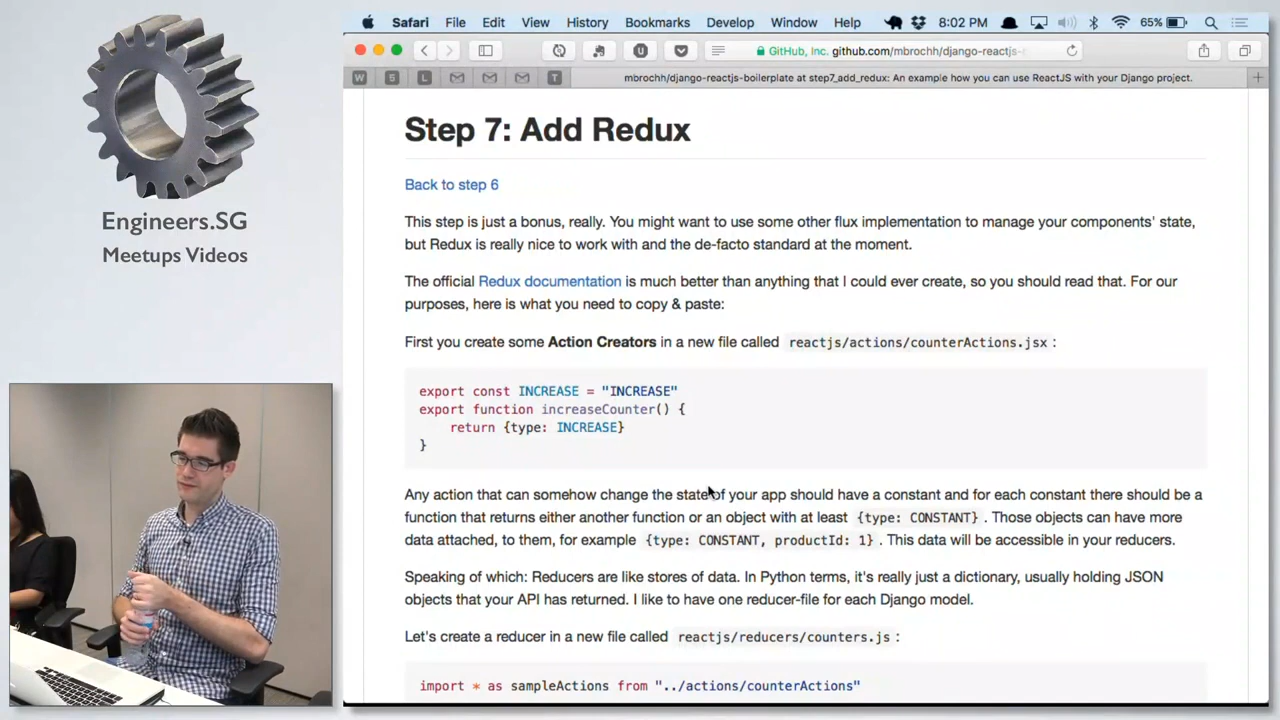 Engineers.SG
Meetups Videos
Safari File Edit View History Bookmarks Develop Window Help 8:02 PM 65%
GitHub, Inc. github.com/mbrochh/django-reactjs-
W 5 L T mbrochh/django-reactjs-boilerplate at step7_add_redux: An example how you can use ReactJS with your Django project.
Step 7: Add Redux
Back to step 6
This step is just a bonus, really. You might want to use some other flux implementation to manage your components' state,
but Redux is really nice to work with and the de-facto standard at the moment.
The official Redux documentation is much better than anything that I could ever create, so you should read that. For our
purposes, here is what you need to copy & paste:
First you create some Action Creators in a new file called reactjs/actions/counterActions.jsx :
export const INCREASE = "INCREASE"
export function increaseCounter() {
return {type: INCREASE}
}
Any action that can somehow change the state of your app should have a constant and for each constant there should be a
function that returns either another function or an object with at least {type: CONSTANT} . Those objects can have more
data attached, to them, for example {type: CONSTANT, productId: 1} . This data will be accessible in your reducers.
Speaking of which: Reducers are like stores of data. In Python terms, it's really just a dictionary, usually holding JSON
objects that your API has returned. I like to have one reducer-file for each Django model.
Let's create a reducer in a new file called reactjs/reducers/counters.js :
import * as sampleActions from "../actions/counterActions"